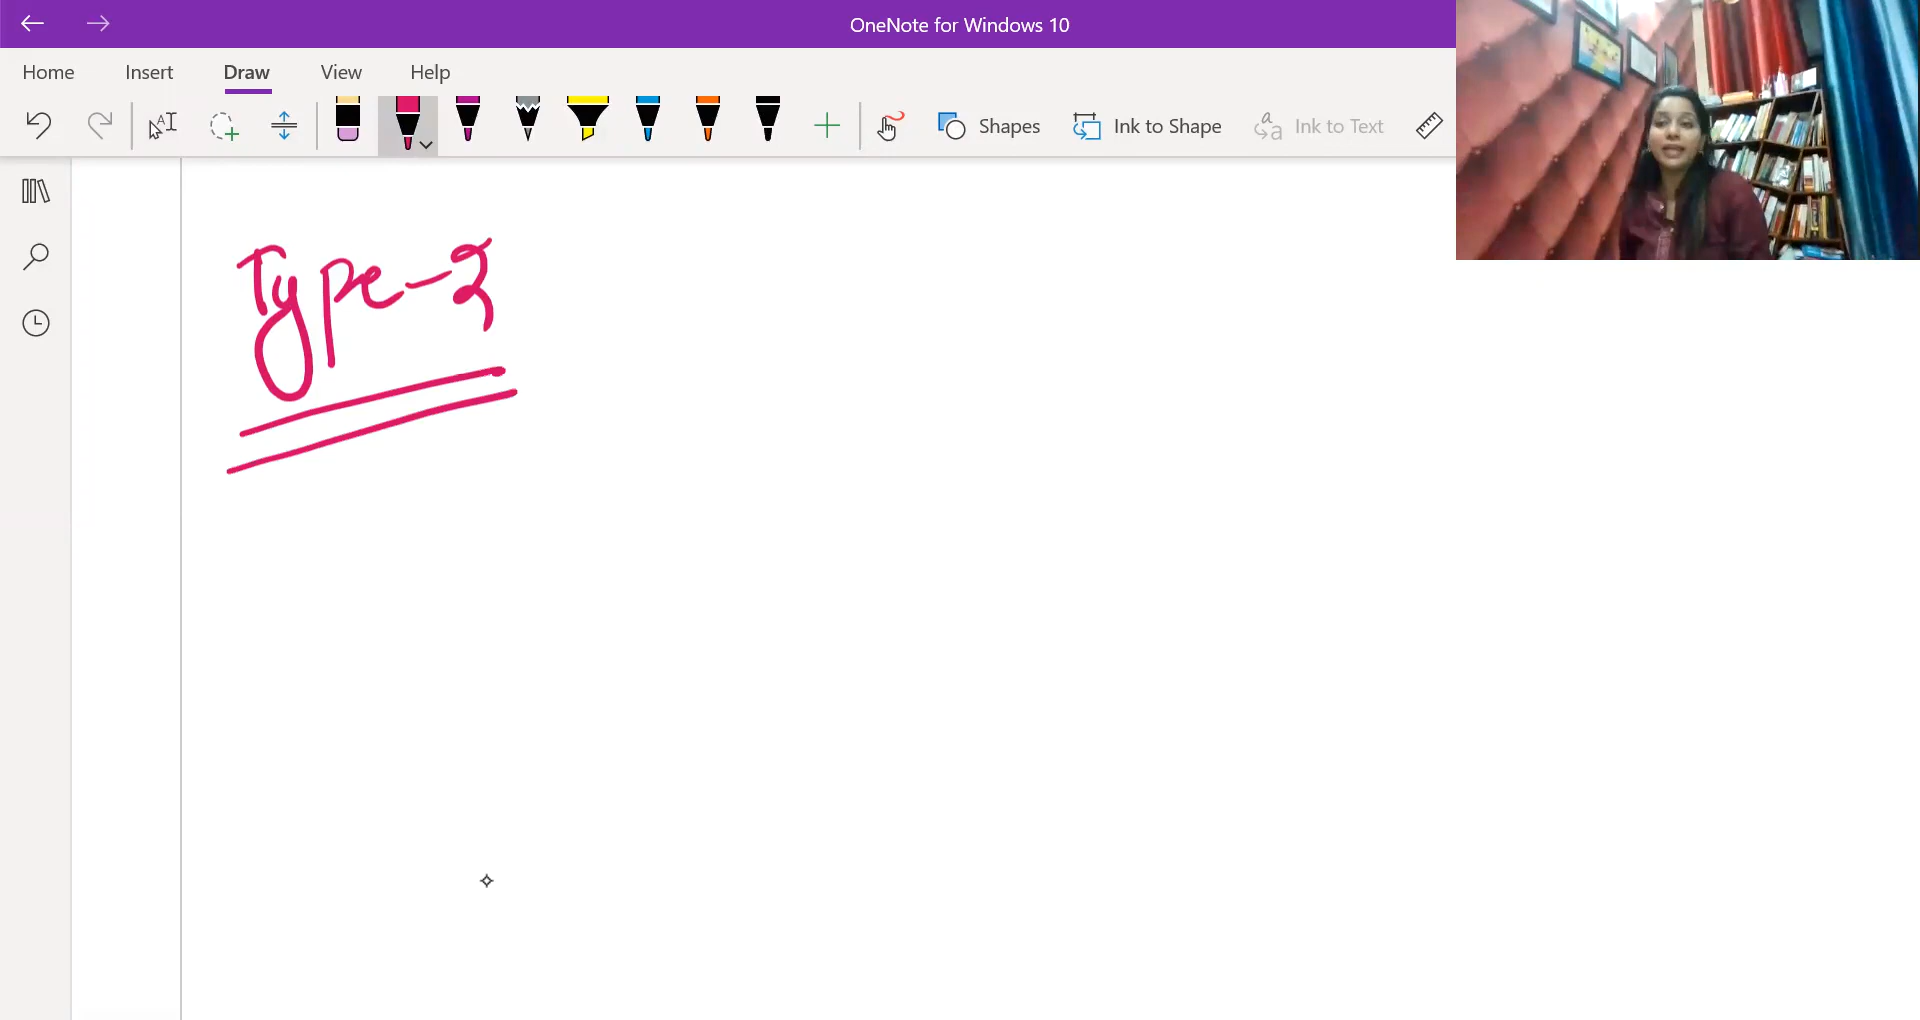 OneNote for Windows 10
Home Insert Draw View Help
Shapes Ink to Shape Ink to Text
Type-2